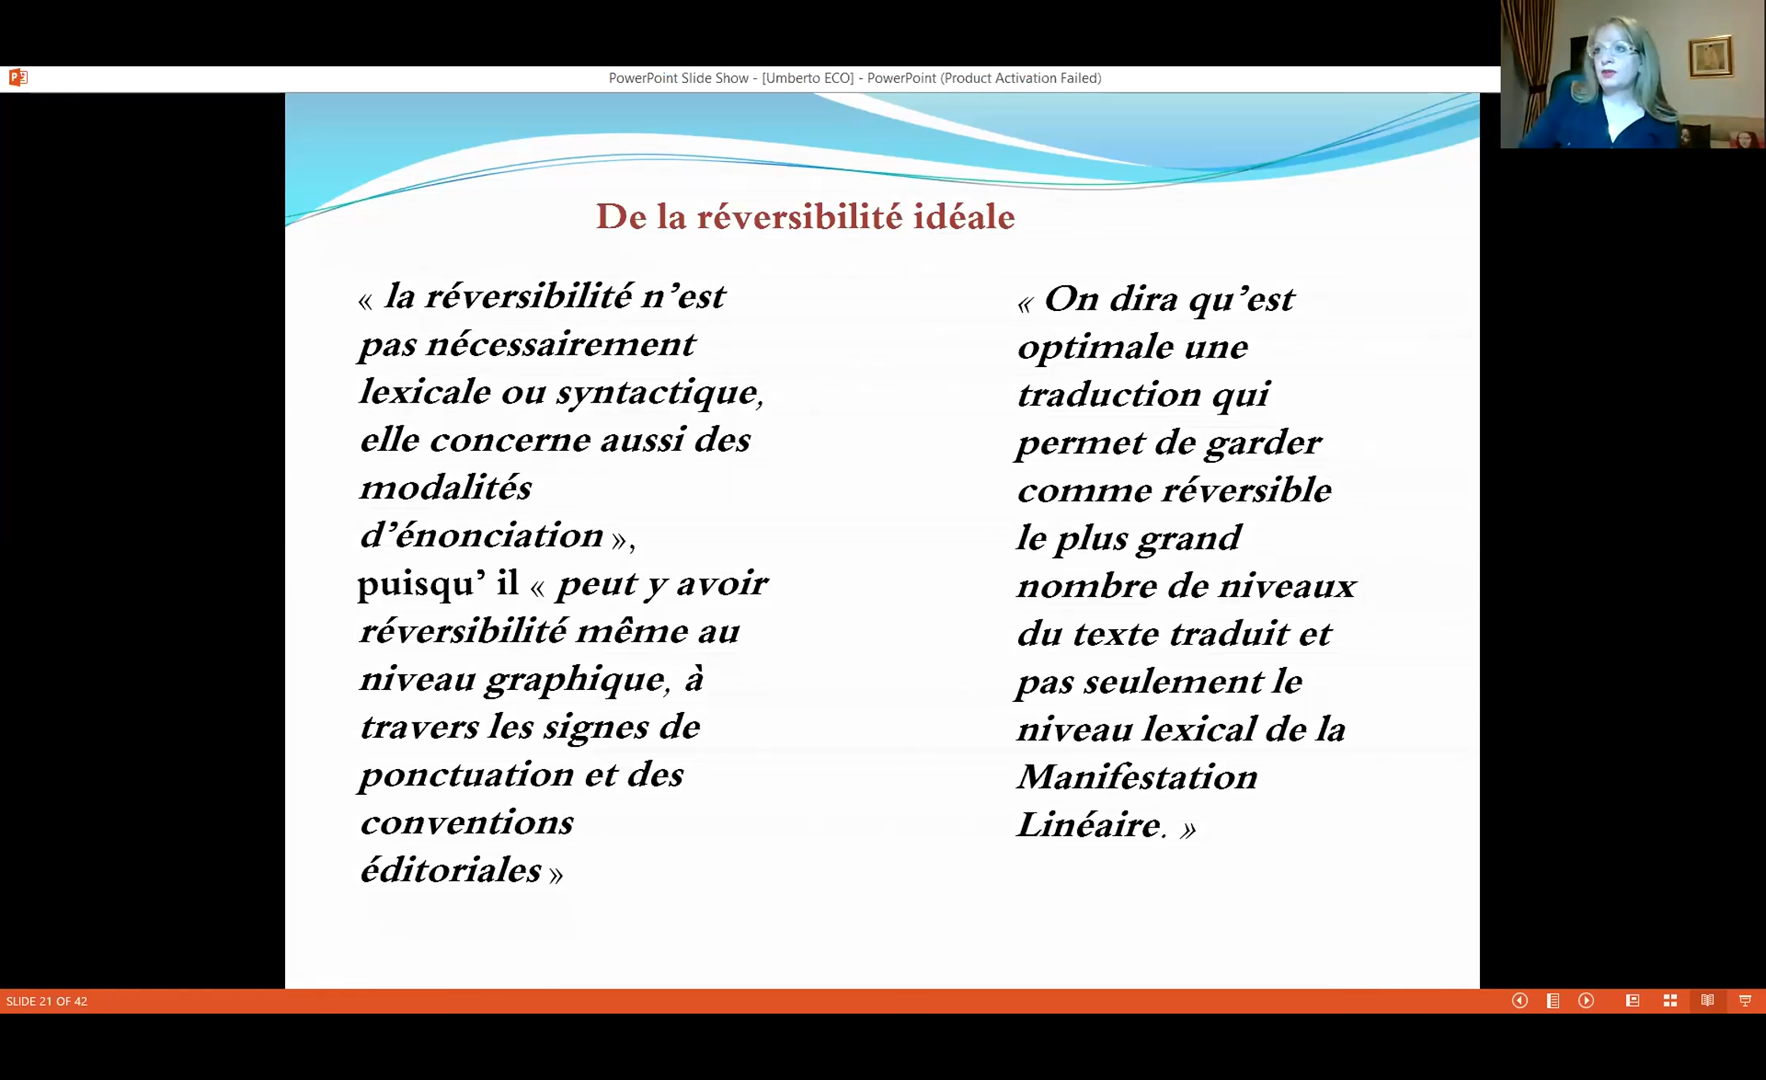 PowerPoint Slide Show - [Umberto ECO] - PowerPoint (Product Activation Failed)
De la réversibilité idéale
« la réversibilité n’est
pas nécessairement
lexicale ou syntactique,
elle concerne aussi des
modalités
d’énonciation »,
puisqu’ il « peut y avoir
réversibilité même au
niveau graphique, à
travers les signes de
ponctuation et des
conventions
éditoriales »
« On dira qu’est
optimale une
traduction qui
permet de garder
comme réversible
le plus grand
nombre de niveaux
du texte traduit et
pas seulement le
niveau lexical de la
Manifestation
Linéaire. »
SLIDE 21 OF 42